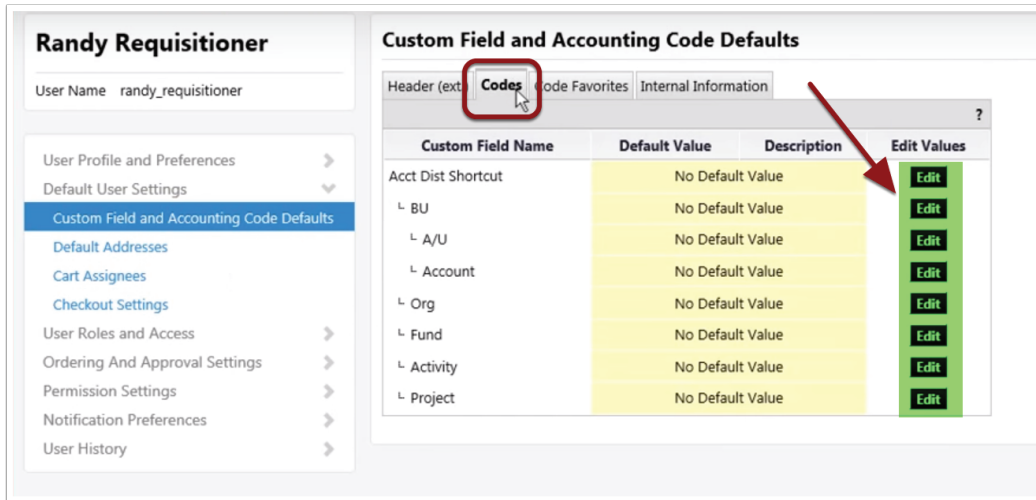 Randy Requisitioner
User Name randy_requisitioner
User Profile and Preferences
Default User Settings
Custom Field and Accounting Code Defaults
Default Addresses
Cart Assignees
Checkout Settings
User Roles and Access
Ordering And Approval Settings
Permission Settings
Notification Preferences
User History
Custom Field and Accounting Code Defaults
Header (ext.) Codes Code Favorites Internal Information
?
Custom Field Name Default Value Description Edit Values
Acct Dist Shortcut No Default Value Edit
BU No Default Value Edit
A/U No Default Value Edit
Account No Default Value Edit
Org No Default Value Edit
Fund No Default Value Edit
Activity No Default Value Edit
Project No Default Value Edit